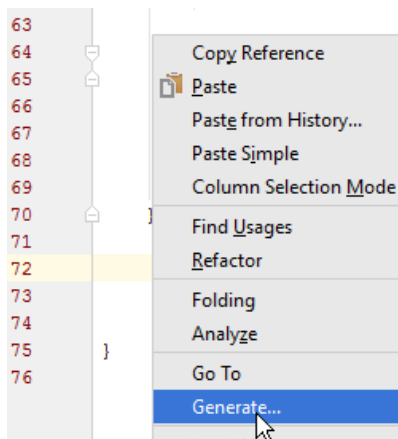 63
64
Copy Reference
65
Paste
66
Paste from History...
67
68
Paste Simple
69
Column Selection Mode
70
}
Find Usages
71
72
Refactor
73
Folding
74
Analyze
75
}
76
Go To
Generate...